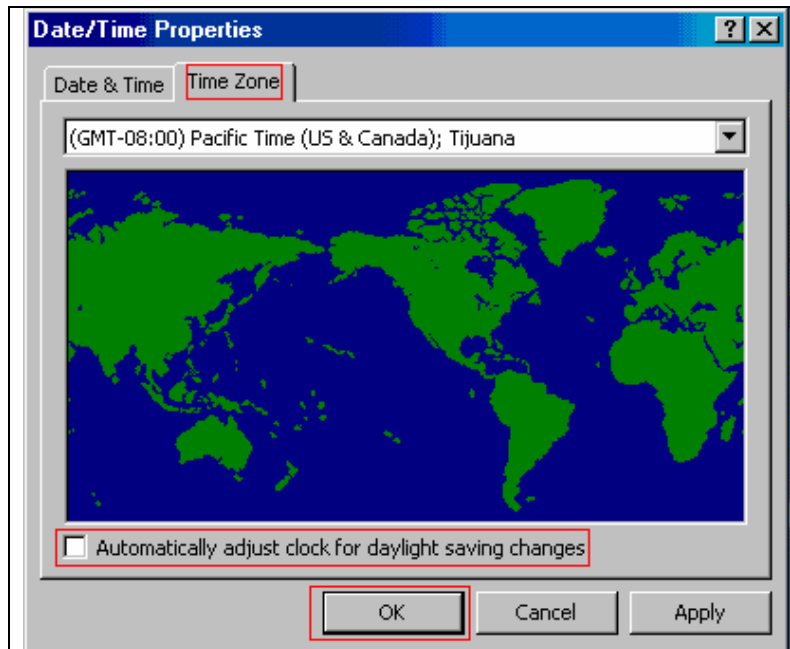 Date/Time Properties
Date & Time Time Zone
(GMT-08:00) Pacific Time (US & Canada); Tijuana
Automatically adjust clock for daylight saving changes
OK Cancel Apply